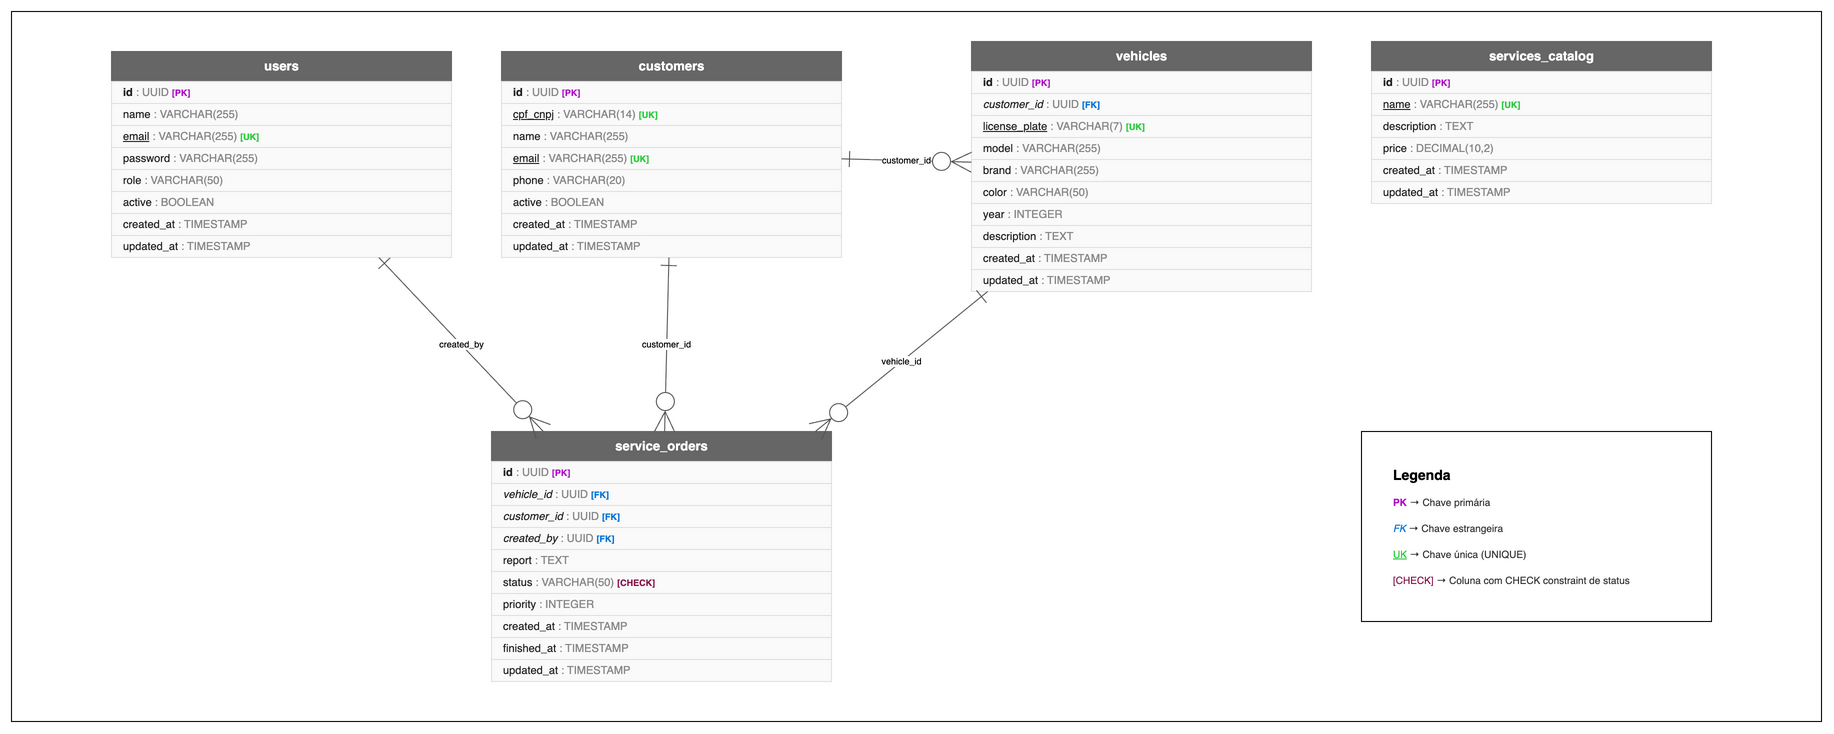 users
id : UUID [PK]
name : VARCHAR(255)
email : VARCHAR(255) [UK]
password : VARCHAR(255)
role : VARCHAR(50)
active : BOOLEAN
created_at : TIMESTAMP
updated_at : TIMESTAMP
customers
id : UUID [PK]
cpf_cnpj : VARCHAR(14) [UK]
name : VARCHAR(255)
email : VARCHAR(255) [UK]
phone : VARCHAR(20)
active : BOOLEAN
created_at : TIMESTAMP
updated_at : TIMESTAMP
customer_id
vehicles
id : UUID [PK]
customer_id : UUID [FK]
license_plate : VARCHAR(7) [UK]
model : VARCHAR(255)
brand : VARCHAR(255)
color : VARCHAR(50)
year : INTEGER
description : TEXT
created_at : TIMESTAMP
updated_at : TIMESTAMP
services_catalog
id : UUID [PK]
name : VARCHAR(255) [UK]
description : TEXT
price : DECIMAL(10,2)
created_at : TIMESTAMP
updated_at : TIMESTAMP
created_by
customer_id
vehicle_id
service_orders
id : UUID [PK]
vehicle_id : UUID [FK]
customer_id : UUID [FK]
created_by : UUID [FK]
report : TEXT
status : VARCHAR(50) [CHECK]
priority : INTEGER
created_at : TIMESTAMP
finished_at : TIMESTAMP
updated_at : TIMESTAMP
Legenda
PK → Chave primária
FK → Chave estrangeira
UK → Chave única (UNIQUE)
[CHECK] → Coluna com CHECK constraint de status